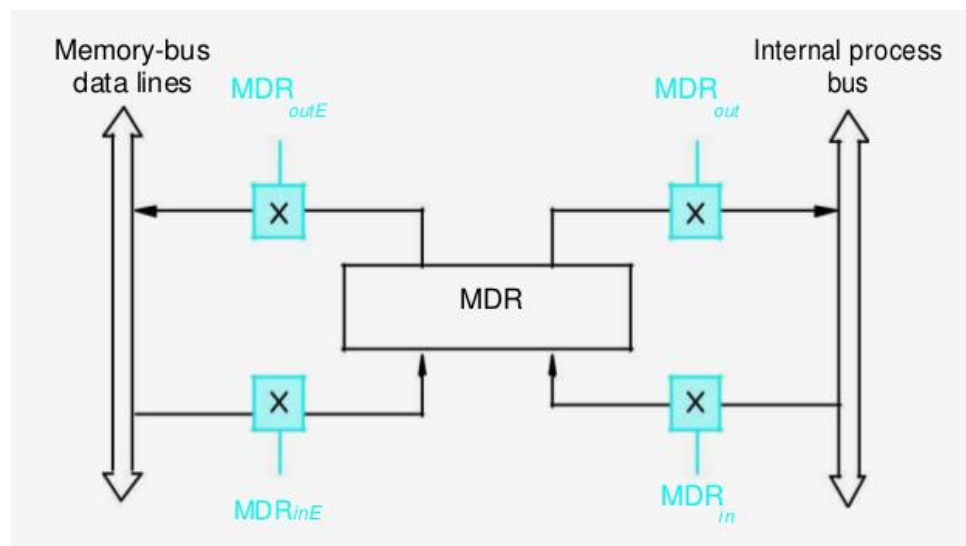 Memory-bus
data lines
MDR outE
MDR out
Internal process
bus
X
X
MDR
X
X
MDRinE
MDR in